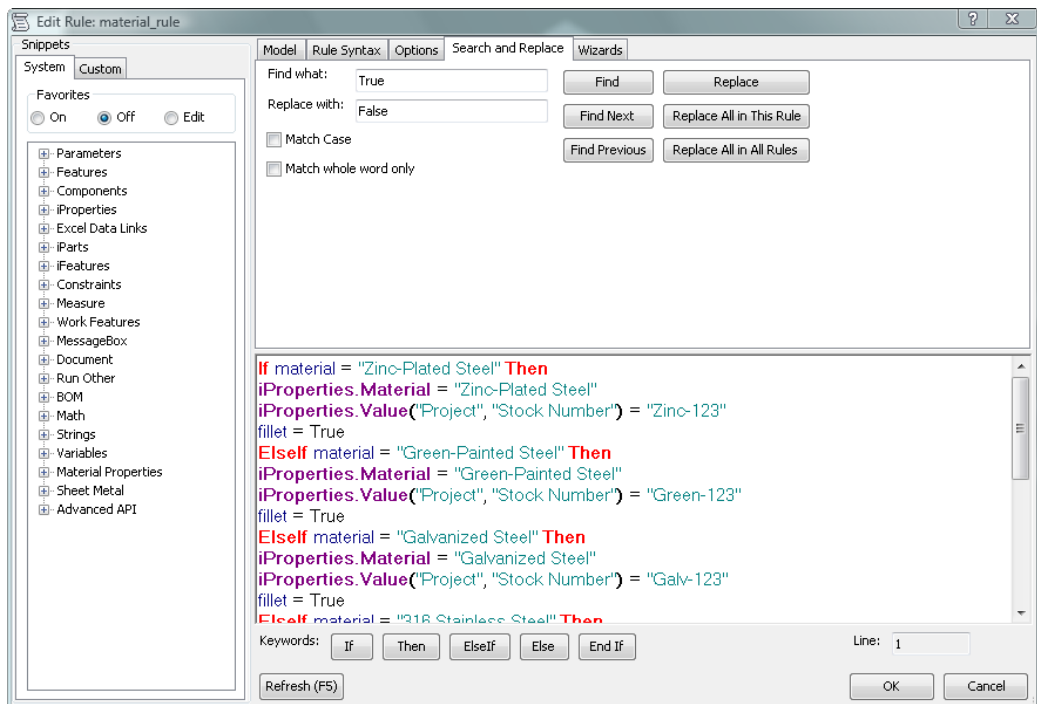 Edit Rule: material_rule
Snippets
System Custom
Favorites
On Off Edit
Parameters
Features
Components
iProperties
Excel Data Links
iParts
iFeatures
Constraints
Measure
Work Features
MessageBox
Document
Run Other
BOM
Math
Strings
Variables
Material Properties
Sheet Metal
Advanced API
Model Rule Syntax Options Search and Replace Wizards
Find what: True Find Replace
Replace with: False Find Next Replace All in This Rule
Match Case Find Previous Replace All in All Rules
Match whole word only
If material = "Zinc-Plated Steel" Then
iProperties.Material = "Zinc-Plated Steel"
iProperties.Value("Project", "Stock Number") = "Zinc-123"
fillet = True
ElseIf material = "Green-Painted Steel" Then
iProperties.Material = "Green-Painted Steel"
iProperties.Value("Project", "Stock Number") = "Green-123"
fillet = True
ElseIf material = "Galvanized Steel" Then
iProperties.Material = "Galvanized Steel"
iProperties.Value("Project", "Stock Number") = "Galv-123"
fillet = True
ElseIf material = "316 Stainless Steel" Then
Keywords: If Then ElseIf Else End If Line: 1
Refresh (F5) OK Cancel